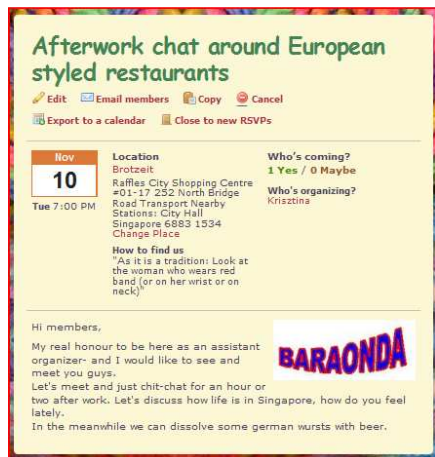 Afterwork chat around European
styled restaurants
Edit Email members Copy Cancel
Export to a calendar Close to new RSVPs
Nov
10
Tue 7:00 PM
Location
Brotzeit
Raffles City Shopping Centre
#01-17 252 North Bridge
Road Transport Nearby
Stations: City Hall
Singapore 6883 1534
Change Place
How to find us
"As it is a tradition: Look at
the woman who wears red
band (or on her wrist or on
neck)"
Who's coming?
1 Yes / 0 Maybe
Who's organizing?
Krisztina
Hi members,
My real honour to be here as an assistant
organizer- and I would like to see and
meet you guys.
Let's meet and just chit-chat for an hour or
two after work. Let's discuss how life is in Singapore, how do you feel
lately.
In the meanwhile we can dissolve some german wursts with beer.
BARAONDA